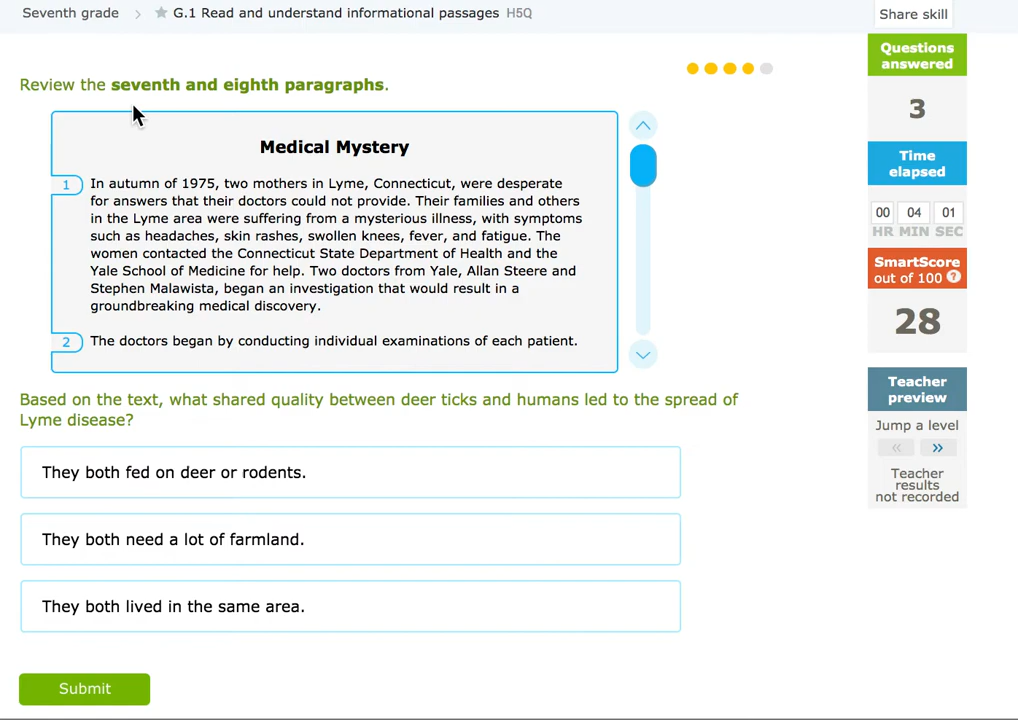 Seventh grade > G.1 Read and understand informational passages H5Q
Share skill
Review the seventh and eighth paragraphs.
Medical Mystery
1 In autumn of 1975, two mothers in Lyme, Connecticut, were desperate
for answers that their doctors could not provide. Their families and others
in the Lyme area were suffering from a mysterious illness, with symptoms
such as headaches, skin rashes, swollen knees, fever, and fatigue. The
women contacted the Connecticut State Department of Health and the
Yale School of Medicine for help. Two doctors from Yale, Allan Steere and
Stephen Malawista, began an investigation that would result in a
groundbreaking medical discovery.
2 The doctors began by conducting individual examinations of each patient.
Based on the text, what shared quality between deer ticks and humans led to the spread of
Lyme disease?
They both fed on deer or rodents.
They both need a lot of farmland.
They both lived in the same area.
Submit
Questions
answered
3
Time
elapsed
00 04 01
HR MIN SEC
SmartScore
out of 100 ?
28
Teacher
preview
Jump a level
« »
Teacher
results
not recorded